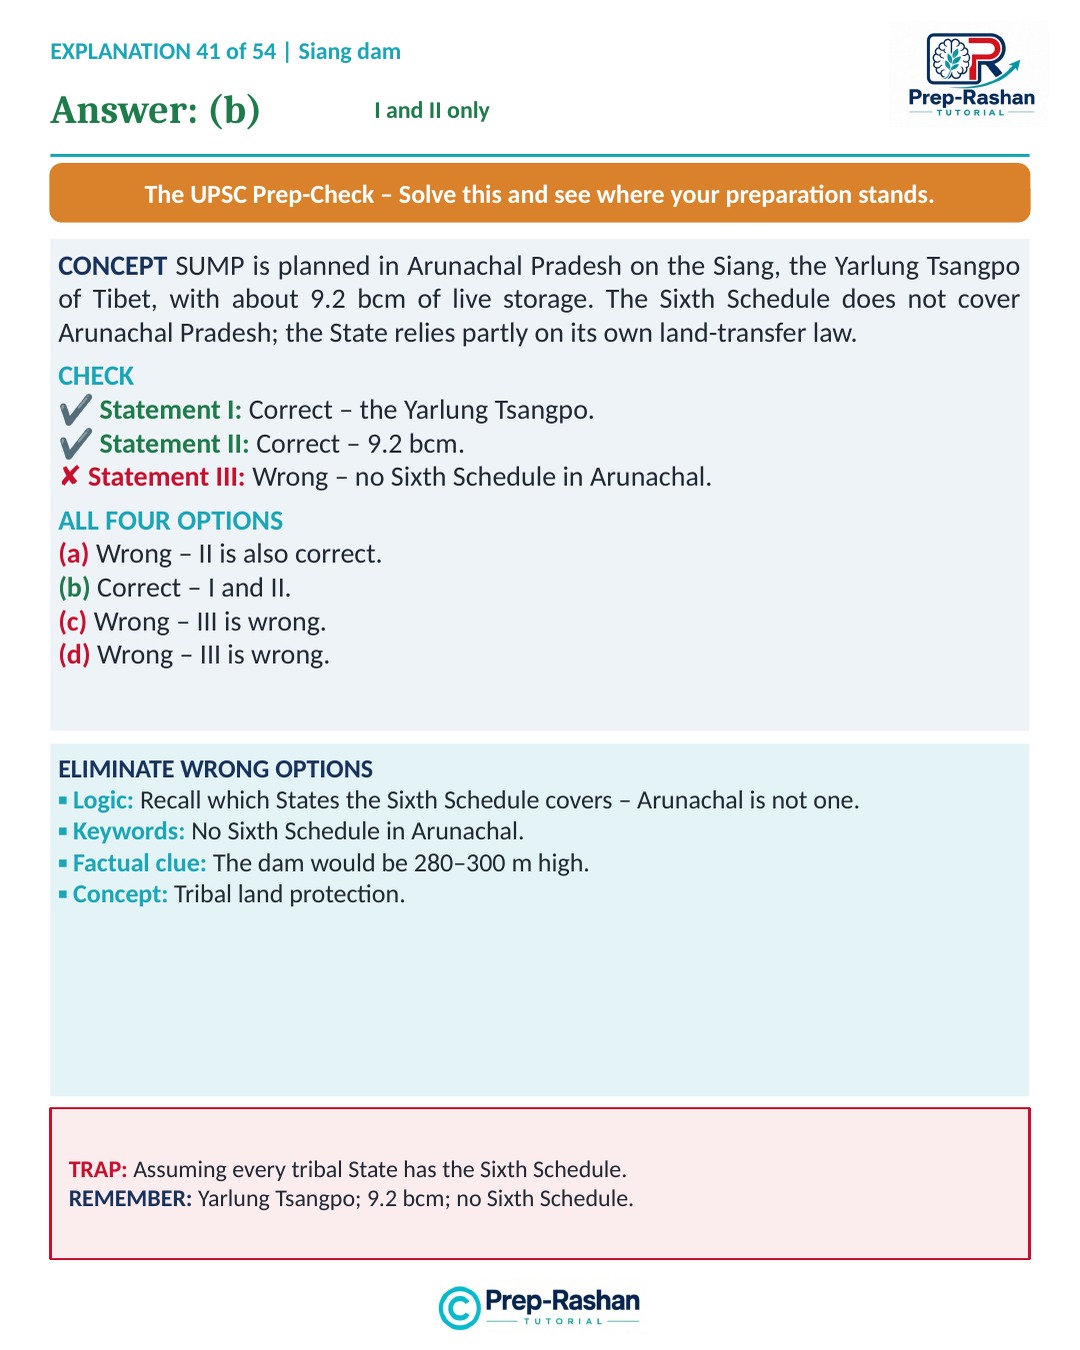 EXPLANATION 41 of 54 | Siang dam
Prep-Rashan
TUTORIAL
Answer: (b) I and II only
The UPSC Prep-Check – Solve this and see where your preparation stands.
CONCEPT SUMP is planned in Arunachal Pradesh on the Siang, the Yarlung Tsangpo
of Tibet, with about 9.2 bcm of live storage. The Sixth Schedule does not cover
Arunachal Pradesh; the State relies partly on its own land-transfer law.
CHECK
✔ Statement I: Correct – the Yarlung Tsangpo.
✔ Statement II: Correct – 9.2 bcm.
✘ Statement III: Wrong – no Sixth Schedule in Arunachal.
ALL FOUR OPTIONS
(a) Wrong – II is also correct.
(b) Correct – I and II.
(c) Wrong – III is wrong.
(d) Wrong – III is wrong.
ELIMINATE WRONG OPTIONS
▪ Logic: Recall which States the Sixth Schedule covers – Arunachal is not one.
▪ Keywords: No Sixth Schedule in Arunachal.
▪ Factual clue: The dam would be 280–300 m high.
▪ Concept: Tribal land protection.
TRAP: Assuming every tribal State has the Sixth Schedule.
REMEMBER: Yarlung Tsangpo; 9.2 bcm; no Sixth Schedule.
© Prep-Rashan
TUTORIAL